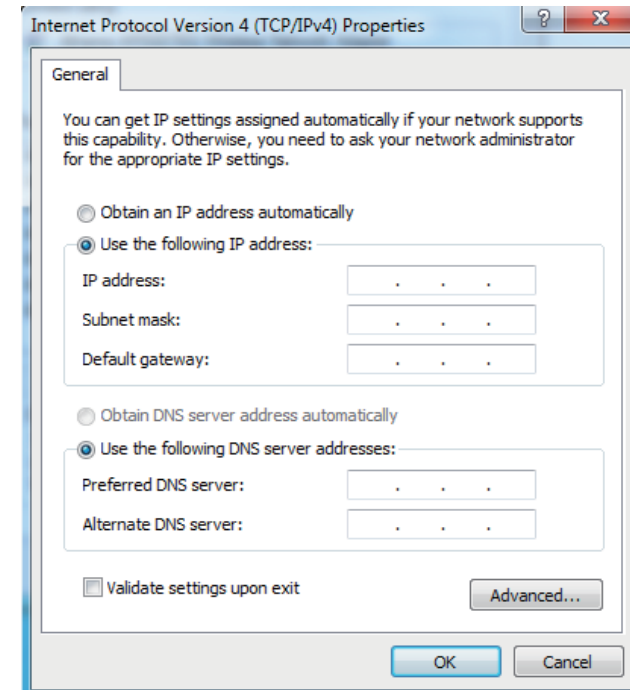 Internet Protocol Version 4 (TCP/IPv4) Properties
? X
General
You can get IP settings assigned automatically if your network supports
this capability. Otherwise, you need to ask your network administrator
for the appropriate IP settings.
Obtain an IP address automatically
Use the following IP address:
IP address: . . .
Subnet mask: . . .
Default gateway: . . .
Obtain DNS server address automatically
Use the following DNS server addresses:
Preferred DNS server: . . .
Alternate DNS server: . . .
Validate settings upon exit
Advanced...
OK Cancel